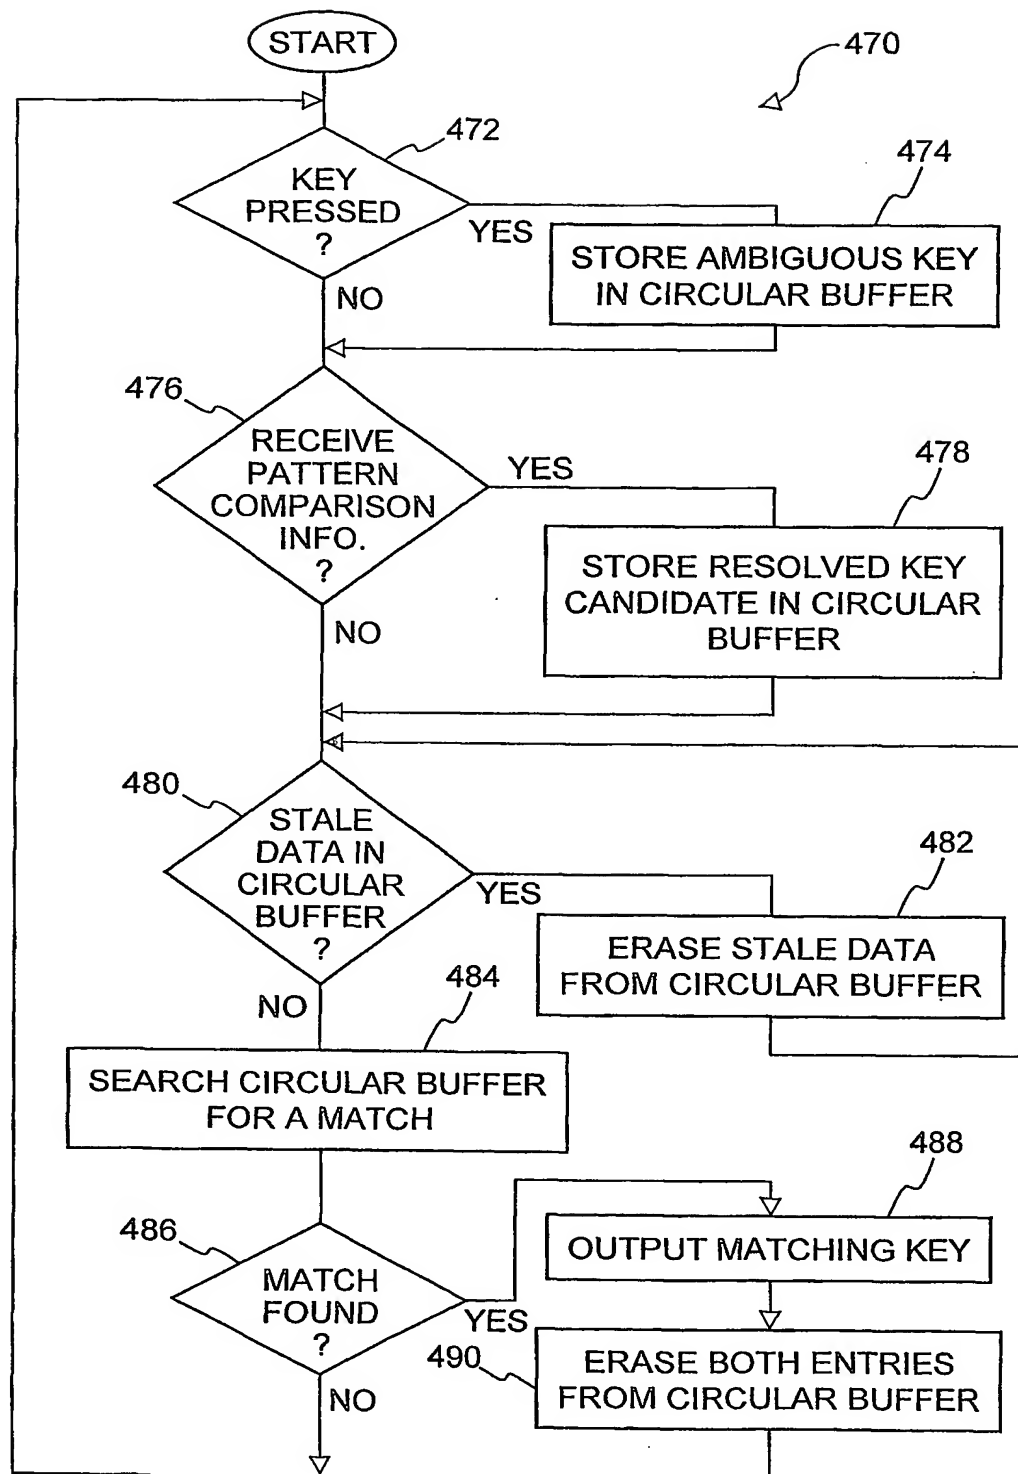 START
470
472
KEY
PRESSED
?
YES
NO
474
STORE AMBIGUOUS KEY
IN CIRCULAR BUFFER
476
RECEIVE
PATTERN
COMPARISON
INFO.
?
YES
NO
478
STORE RESOLVED KEY
CANDIDATE IN CIRCULAR
BUFFER
480
STALE
DATA IN
CIRCULAR
BUFFER
?
YES
NO
482
ERASE STALE DATA
FROM CIRCULAR BUFFER
484
SEARCH CIRCULAR BUFFER
FOR A MATCH
486
MATCH
FOUND
?
YES
NO
488
OUTPUT MATCHING KEY
490
ERASE BOTH ENTRIES
FROM CIRCULAR BUFFER